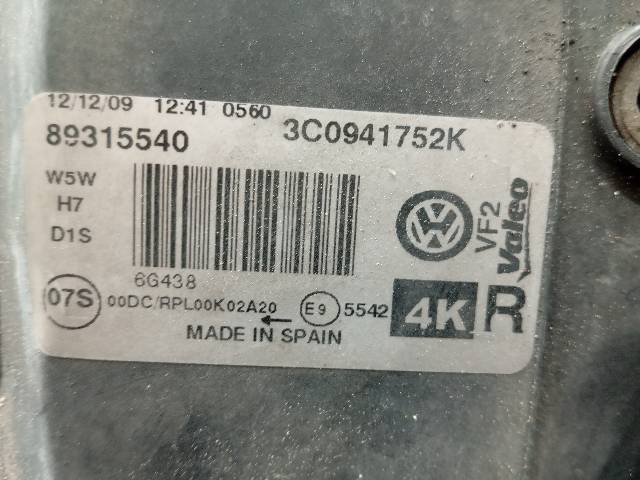 12/12/09 12:41 0560
89315540 3C0941752K
W5W
H7
D1S
VF2
Valeo
6G438
07S 00DC/RPL00K02A20 E9 5542 4K R
MADE IN SPAIN